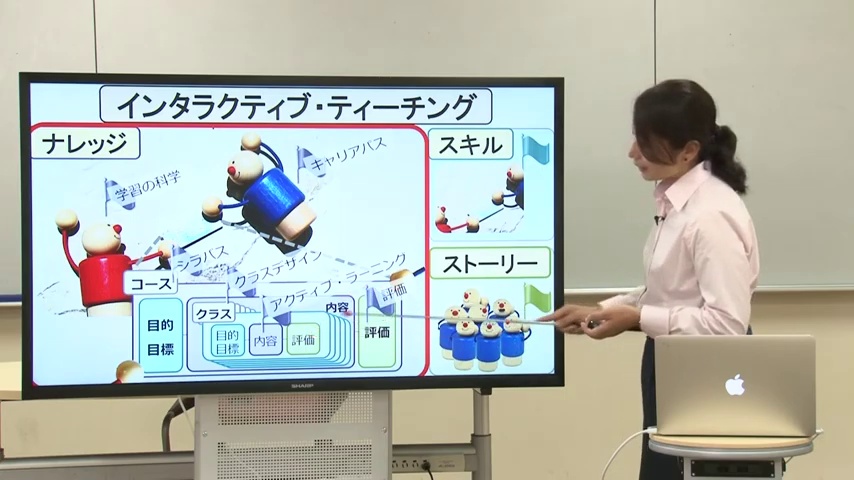 インタラクティブ・ティーチング
ナレッジ
スキル
キャリアパス
学習の科学
シラバス
クラスデザイン
アクティブ・ラーニング
評価
ストーリー
コース
目的
目標
クラス
目的
目標
内容
評価
内容
評価
SHARP